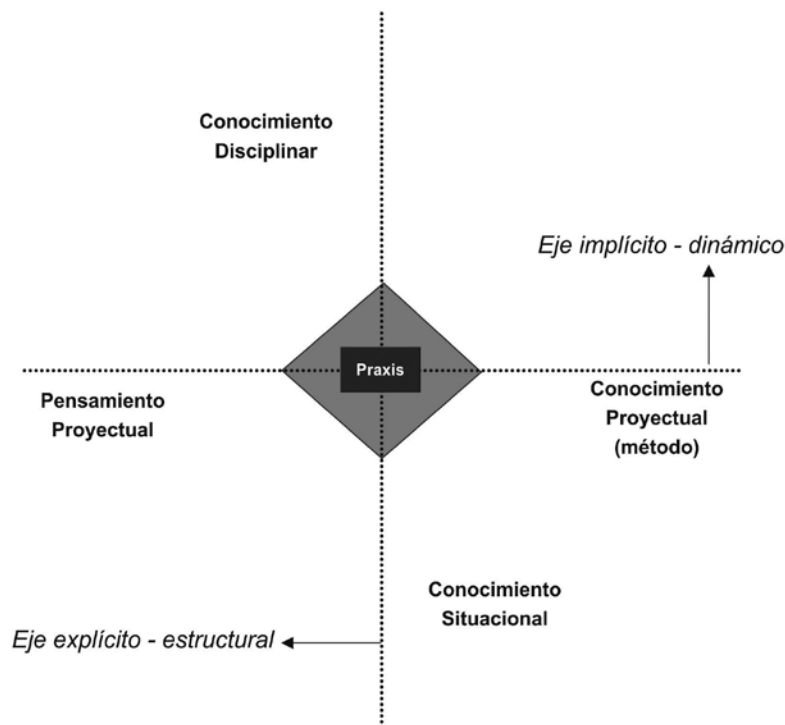 Conocimiento
Disciplinar
Eje implícito - dinámico
Praxis
Pensamiento
Proyectual
Conocimiento
Proyectual
(método)
Conocimiento
Situacional
Eje explícito - estructural